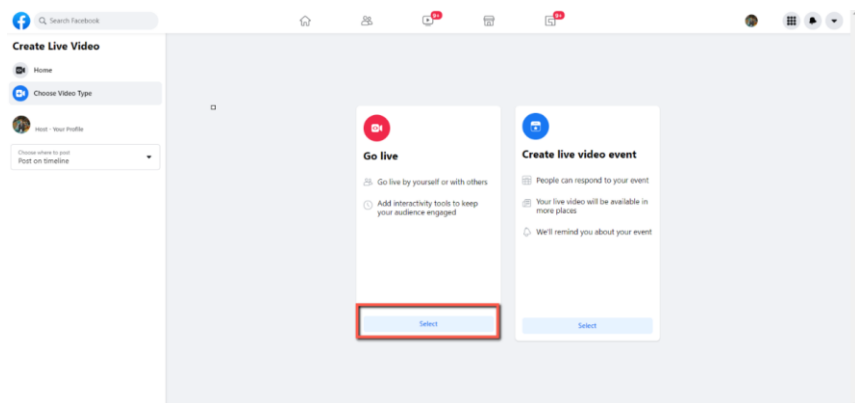 Search Facebook
9+
9+
Create Live Video
Home
Choose Video Type
Host - Your Profile
Choose where to post
Post on timeline
Go live
Go live by yourself or with others
Add interactivity tools to keep
your audience engaged
Select
Create live video event
People can respond to your event
Your live video will be available in
more places
We'll remind you about your event
Select